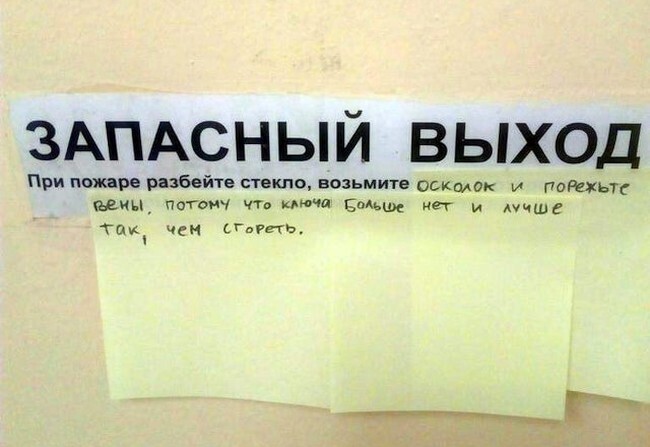 ЗАПАСНЫЙ ВЫХОД
При пожаре разбейте стекло, возьмите осколок и порежьте
вены, потому что ключа больше нет и лучше
так, чем сгореть.